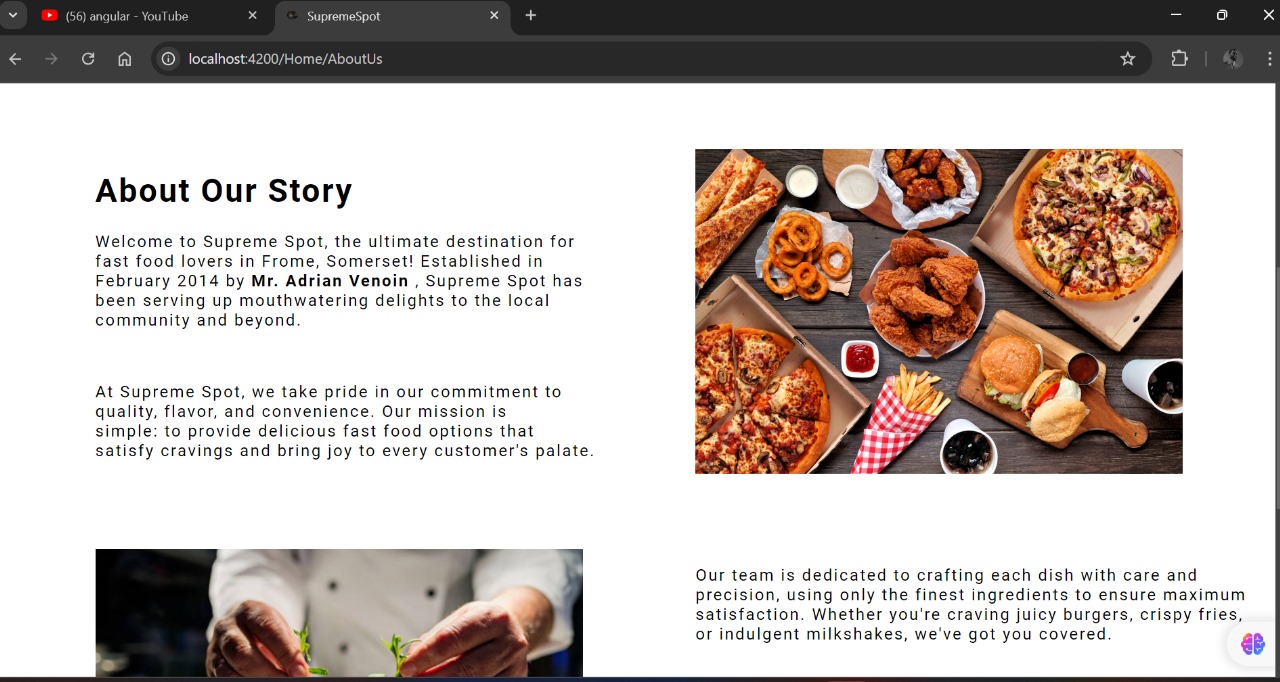 (56) angular - YouTube
SupremeSpot
localhost:4200/Home/AboutUs
About Our Story
Welcome to Supreme Spot, the ultimate destination for
fast food lovers in Frome, Somerset! Established in
February 2014 by Mr. Adrian Venoin , Supreme Spot has
been serving up mouthwatering delights to the local
community and beyond.
At Supreme Spot, we take pride in our commitment to
quality, flavor, and convenience. Our mission is
simple: to provide delicious fast food options that
satisfy cravings and bring joy to every customer's palate.
Our team is dedicated to crafting each dish with care and
precision, using only the finest ingredients to ensure maximum
satisfaction. Whether you're craving juicy burgers, crispy fries,
or indulgent milkshakes, we've got you covered.